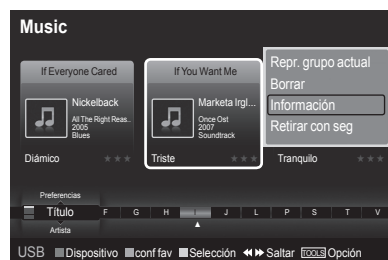 Music
If Everyone Cared
Nickelback
All The Right Reas..
2005
Blues
Diámico
If You Want Me
Marketa Irgl...
Once Ost
2007
Soundtrack
Triste
Repr. grupo actual
Borrar
Información
Retirar con seg
Tranquilo
Preferencias
Título F G H I J L P S T V
Artista
USB Dispositivo conf fav Selección Saltar TOOLS Opción